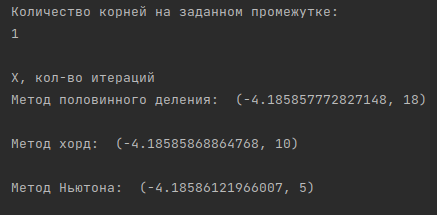 Количество корней на заданном промежутке:
1
X, кол-во итераций
Метод половинного деления:  (-4.185857772827148, 18)
Метод хорд:  (-4.18585868864768, 10)
Метод Ньютона:  (-4.18586121966007, 5)